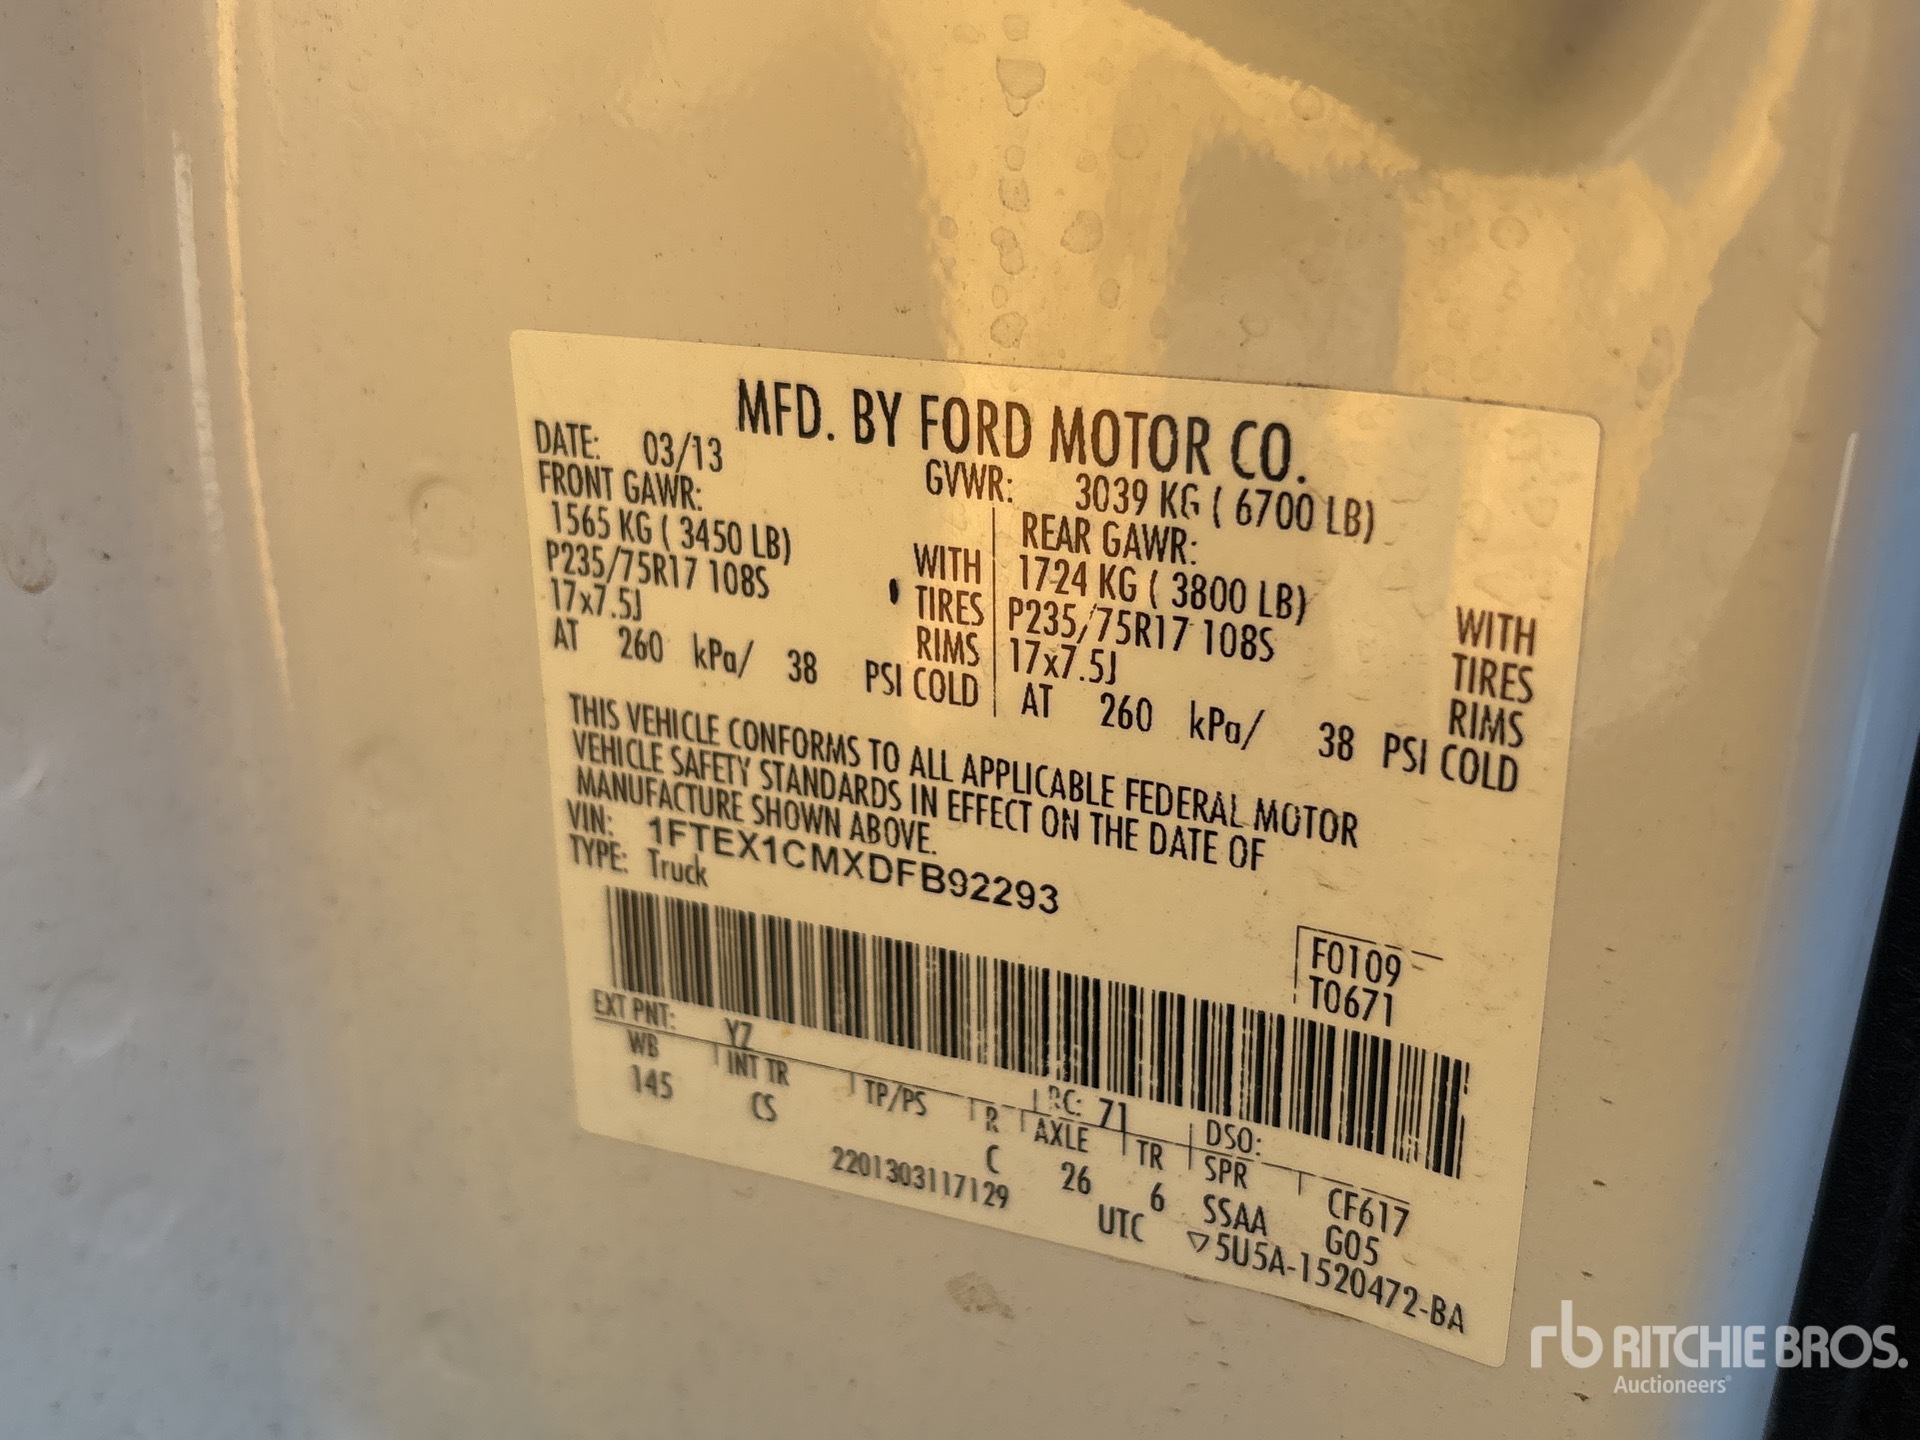 MFD. BY FORD MOTOR CO.
DATE: 03/13 GVWR: 3039 KG ( 6700 LB)
FRONT GAWR: REAR GAWR:
1565 KG ( 3450 LB) WITH 1724 KG ( 3800 LB) WITH
P235/75R17 108S TIRES P235/75R17 108S TIRES
17x7.5J RIMS 17x7.5J RIMS
AT 260 kPa/ 38 PSI COLD AT 260 kPa/ 38 PSI COLD
THIS VEHICLE CONFORMS TO ALL APPLICABLE FEDERAL MOTOR
VEHICLE SAFETY STANDARDS IN EFFECT ON THE DATE OF
MANUFACTURE SHOWN ABOVE.
VIN: 1FTEX1CMXDFB92293
TYPE: Truck
F0109
T0671
EXT PNT: YZ RC: 71 DSO:
WB INT TR TP/PS R AXLE TR SPR CF617
145 CS C 26 6 SSAA G05
2201303117129 UTC ▽5U5A-1520472-BA
rb RITCHIE BROS.
Auctioneers